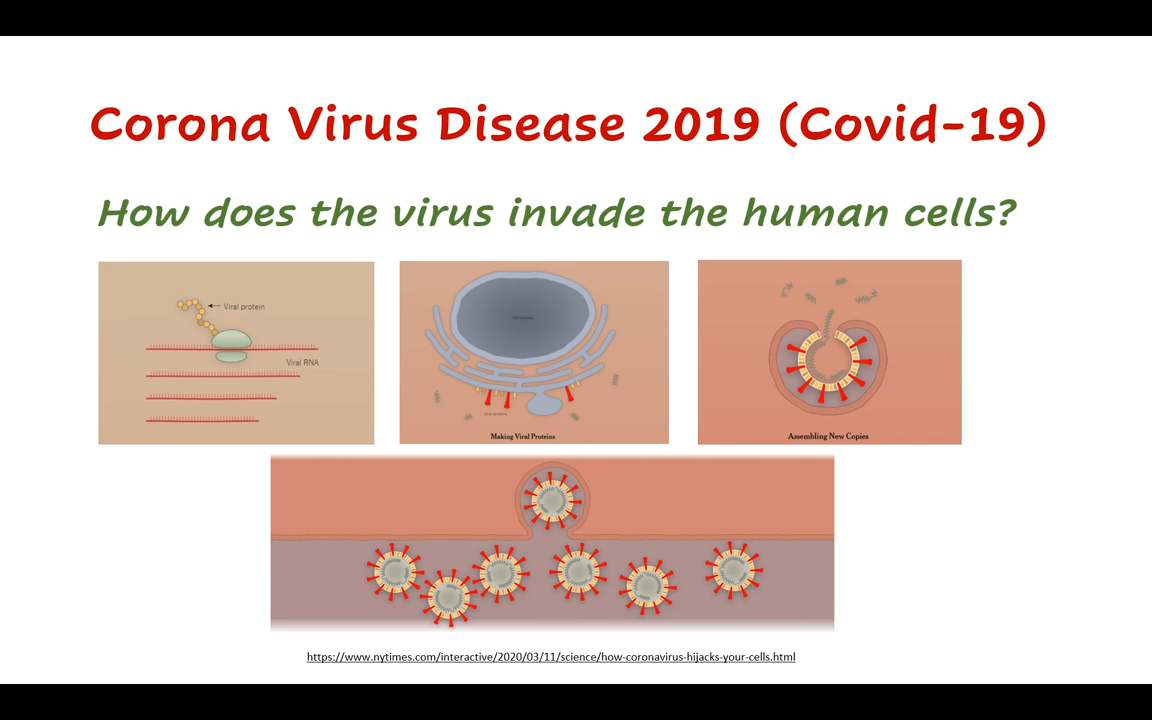 Corona Virus Disease 2019 (Covid-19)
How does the virus invade the human cells?
Viral protein
Viral RNA
Making Viral Proteins
Assembling New Copies
https://www.nytimes.com/interactive/2020/03/11/science/how-coronavirus-hijacks-your-cells.html